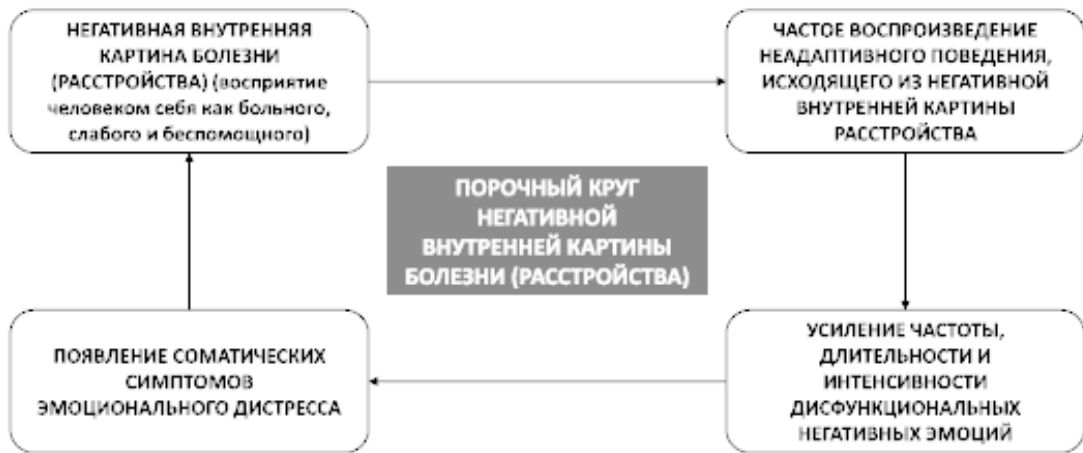 НЕГАТИВНАЯ ВНУТРЕННЯЯ
КАРТИНА БОЛЕЗНИ
(РАССТРОЙСТВА) (восприятие
человеком себя как больного,
слабого и беспомощного)
ЧАСТОЕ ВОСПРОИЗВЕДЕНИЕ
НЕАДАПТИВНОГО ПОВЕДЕНИЯ,
ИСХОДЯЩЕГО ИЗ НЕГАТИВНОЙ
ВНУТРЕННЕЙ КАРТИНЫ
РАССТРОЙСТВА
ПОРОЧНЫЙ КРУГ
НЕГАТИВНОЙ
ВНУТРЕННЕЙ КАРТИНЫ
БОЛЕЗНИ (РАССТРОЙСТВА)
ПОЯВЛЕНИЕ СОМАТИЧЕСКИХ
СИМПТОМОВ
ЭМОЦИОНАЛЬНОГО ДИСТРЕССА
УСИЛЕНИЕ ЧАСТОТЫ,
ДЛИТЕЛЬНОСТИ И
ИНТЕНСИВНОСТИ
ДИСФУНКЦИОНАЛЬНЫХ
НЕГАТИВНЫХ ЭМОЦИЙ